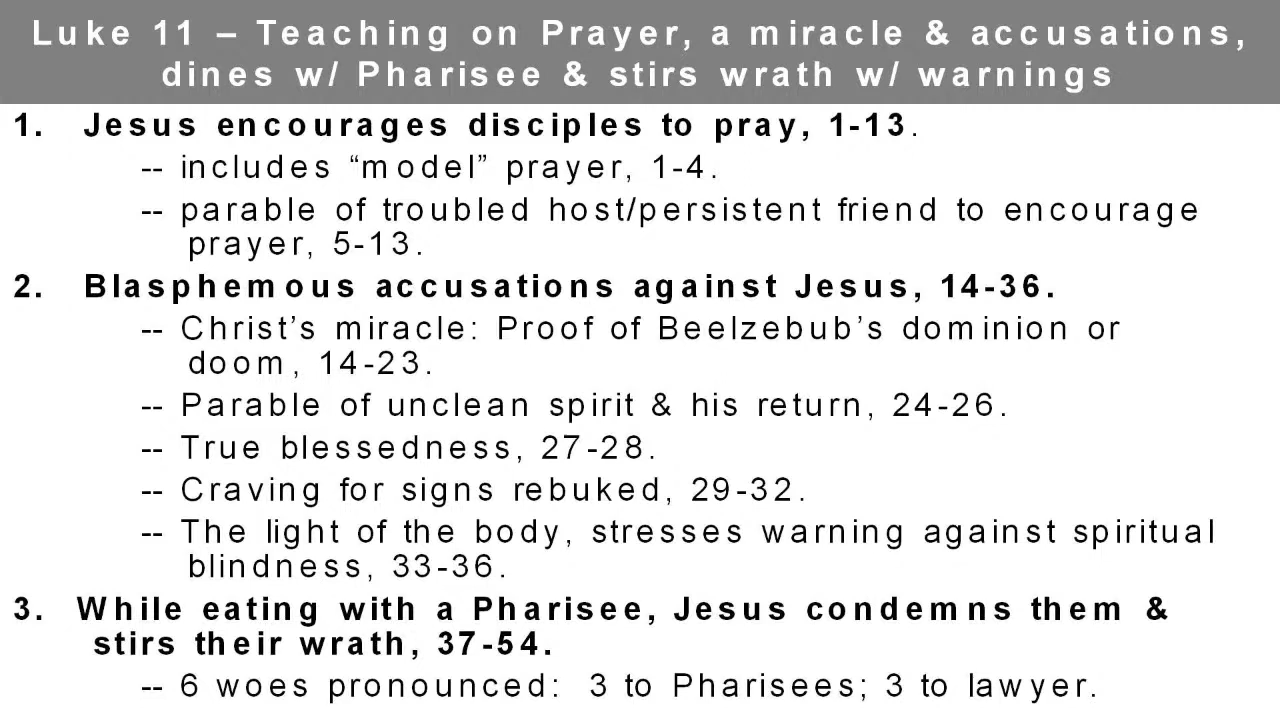 Luke 11 – Teaching on Prayer, a miracle & accusations,
dines w/ Pharisee & stirs wrath w/ warnings
1. Jesus encourages disciples to pray, 1-13.
-- includes “model” prayer, 1-4.
-- parable of troubled host/persistent friend to encourage
prayer, 5-13.
2. Blasphemous accusations against Jesus, 14-36.
-- Christ’s miracle: Proof of Beelzebub’s dominion or
doom, 14-23.
-- Parable of unclean spirit & his return, 24-26.
-- True blessedness, 27-28.
-- Craving for signs rebuked, 29-32.
-- The light of the body, stresses warning against spiritual
blindness, 33-36.
3. While eating with a Pharisee, Jesus condemns them &
stirs their wrath, 37-54.
-- 6 woes pronounced: 3 to Pharisees; 3 to lawyer.